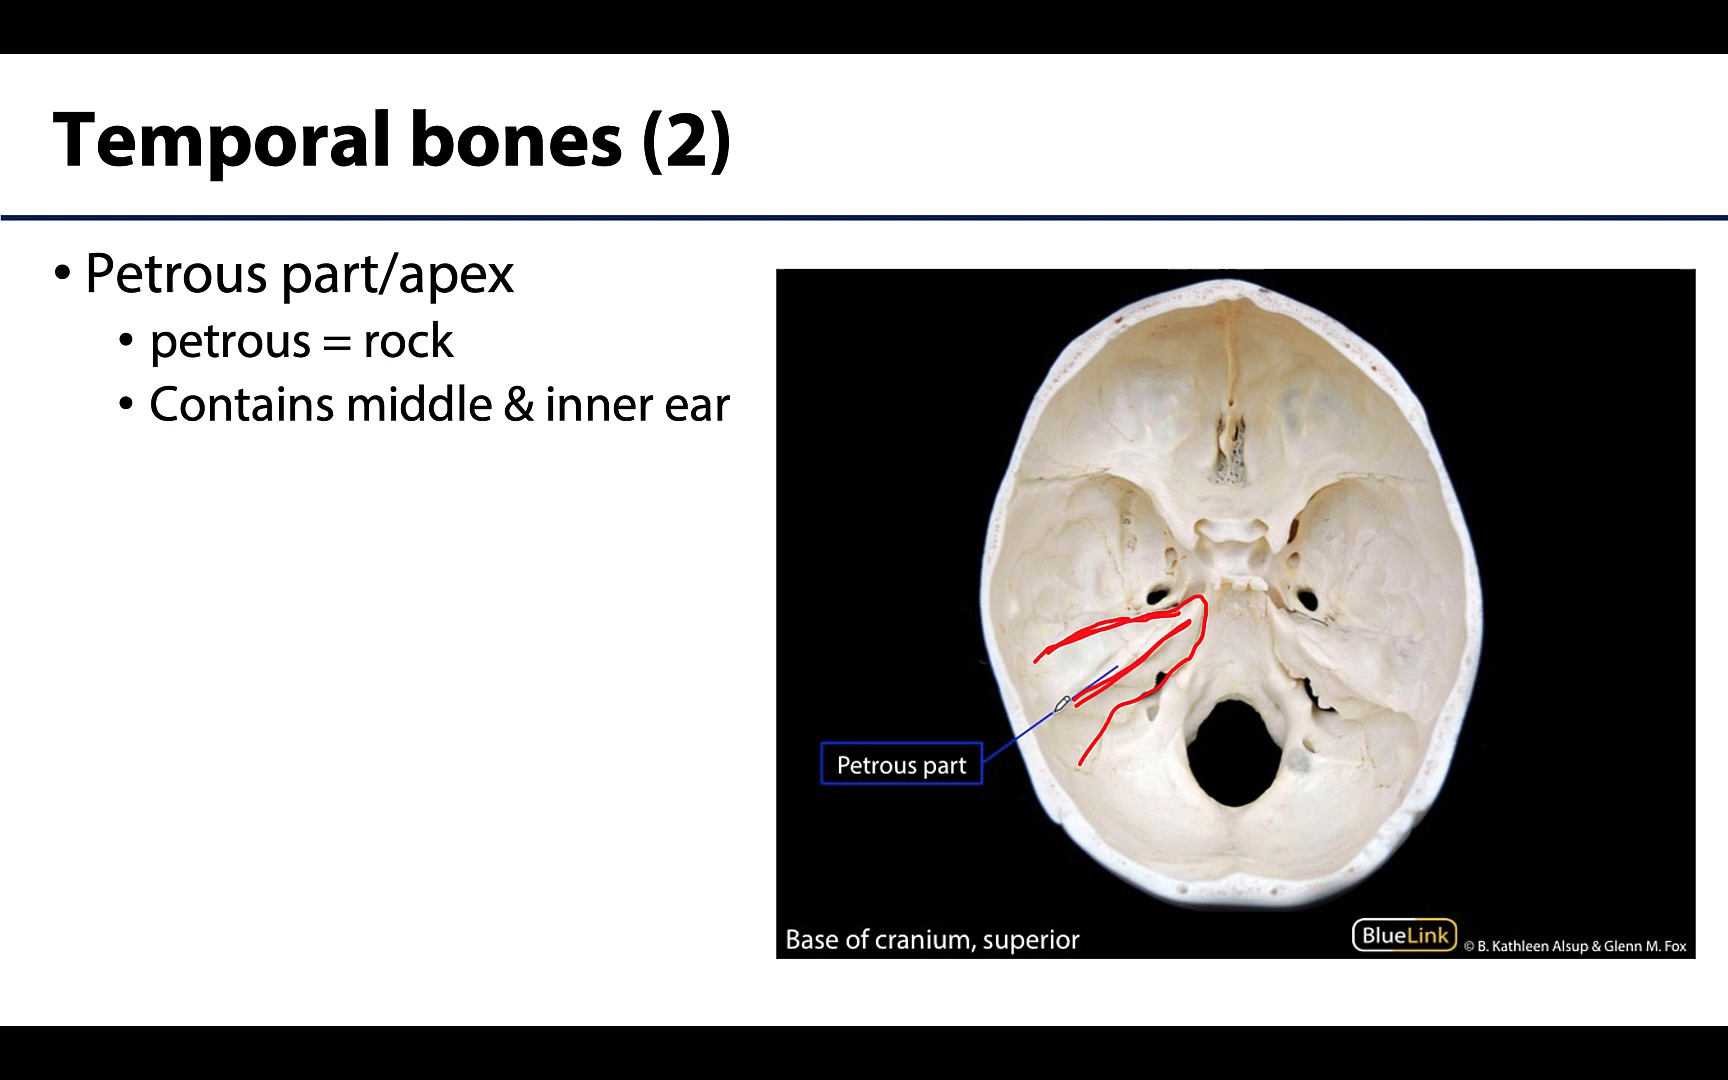 Temporal bones (2)
• Petrous part/apex
• petrous = rock
• Contains middle & inner ear
Petrous part
Base of cranium, superior
BlueLink
© B. Kathleen Alsup & Glenn M. Fox